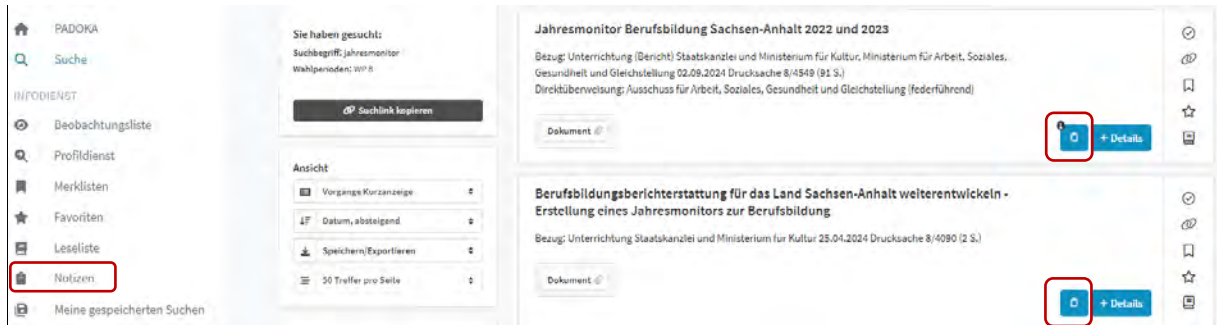 PADOKA
Suche
INFODIENST
Beobachtungsliste
Profildienst
Merklisten
Favoriten
Leseliste
Notizen
Meine gespeicherten Suchen
Sie haben gesucht:
Suchbegriff: jahresmonitor
Wahlperioden: WP 8
Suchlink kopieren
Ansicht
Vorgänge Kurzanzeige
Datum, absteigend
Speichern/Exportieren
50 Treffer pro Seite
Jahresmonitor Berufsbildung Sachsen-Anhalt 2022 und 2023
Bezug: Unterrichtung (Bericht) Staatskanzlei und Ministerium für Kultur, Ministerium für Arbeit, Soziales,
Gesundheit und Gleichstellung 02.09.2024 Drucksache 8/4549 (91 S.)
Direktüberweisung: Ausschuss für Arbeit, Soziales, Gesundheit und Gleichstellung (federführend)
Dokument
+ Details
Berufsbildungsberichterstattung für das Land Sachsen-Anhalt weiterentwickeln -
Erstellung eines Jahresmonitors zur Berufsbildung
Bezug: Unterrichtung Staatskanzlei und Ministerium für Kultur 25.04.2024 Drucksache 8/4090 (2 S.)
Dokument
+ Details